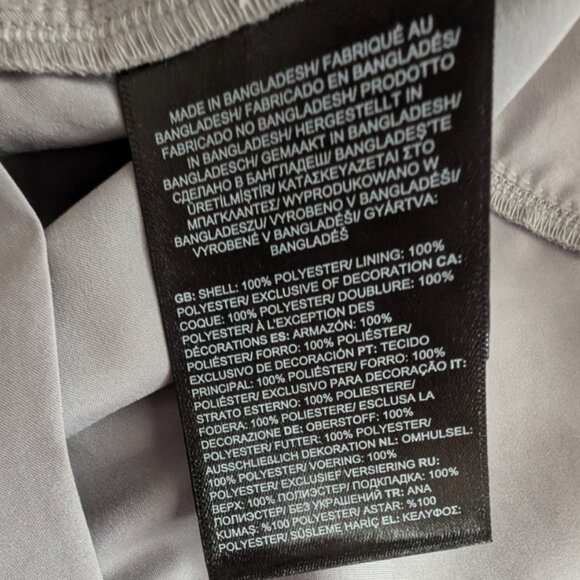 MADE IN BANGLADESH/ FABRIQUÉ AU
BANGLADESH/ FABRICADO EN BANGLADÉS/
FABRICADO NO BANGLADESH/ PRODOTTO
IN BANGLADESH/ HERGESTELLT IN
BANGLADESCH/ GEMAAKT IN BANGLADESH/
СДЕЛАНО В БАНГЛАДЕШ/ BANGLADEŞ'TE
ÜRETİLMİŞTİR/ ΚΑΤΑΣΚΕΥΑΖΕΤΑΙ ΣΤΟ
ΜΠΑΓΚΛΑΝΤΕΣ/ WYPRODUKOWANO W
BANGLADESZU/ VYROBENO V BANGLADÉŠI/
VYROBENÉ V BANGLADÉŠI/ GYÁRTVA:
BANGLADÉŠ
GB: SHELL: 100% POLYESTER/ LINING: 100%
POLYESTER/ EXCLUSIVE OF DECORATION CA:
COQUE: 100% POLYESTER/ DOUBLURE: 100%
POLYESTER/ À L'EXCEPTION DES
DÉCORATIONS ES: ARMAZÓN: 100%
POLIÉSTER/ FORRO: 100% POLIÉSTER/
EXCLUSIVO DE DECORACIÓN PT: TECIDO
PRINCIPAL: 100% POLIÉSTER/ FORRO: 100%
POLIÉSTER/ EXCLUSIVO PARA DECORAÇÃO IT:
STRATO ESTERNO: 100% POLIESTERE/
FODERA: 100% POLIESTERE/ ESCLUSA LA
DECORAZIONE DE: OBERSTOFF: 100%
POLYESTER/ FUTTER: 100% POLYESTER/
AUSSCHLIEßLICH DEKORATION NL: OMHULSEL:
100% POLYESTER/ VOERING: 100%
POLYESTER/ EXCLUSIEF VERSIERING RU:
ВЕРХ: 100% ПОЛИЭСТЕР/ ПОДКЛАДКА: 100%
ПОЛИЭСТЕР/ БЕЗ УКРАШЕНИЙ TR: ANA
KUMAŞ: %100 POLYESTER/ ASTAR: %100
POLYESTER/ SÜSLEME HARİÇ EL: ΚΕΛΥΦΟΣ: